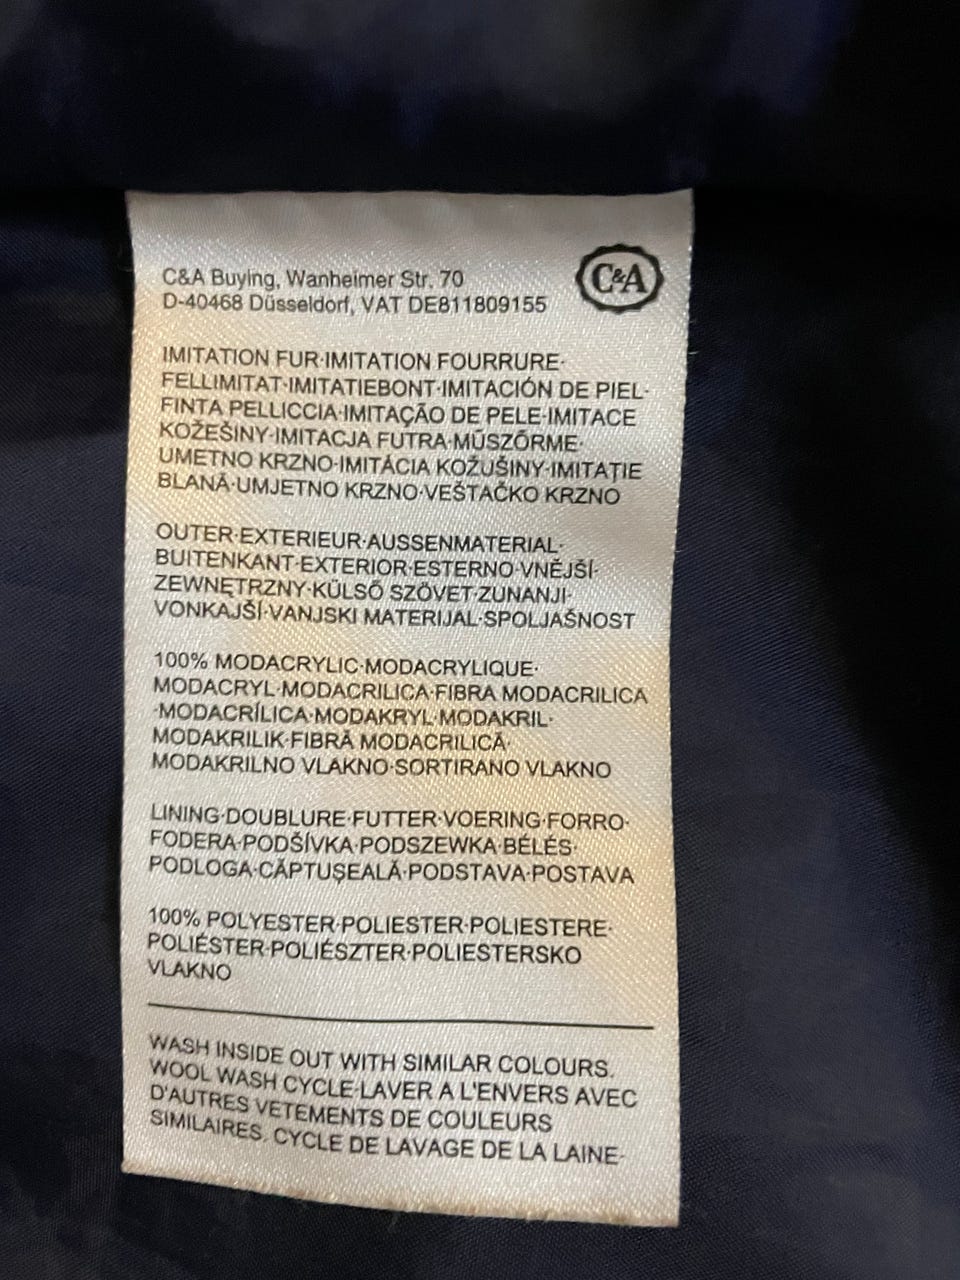 C&A Buying, Wanheimer Str. 70
D-40468 Düsseldorf, VAT DE811809155
C&A
IMITATION FUR·IMITATION FOURRURE·
FELLIMITAT·IMITATIEBONT·IMITACIÓN DE PIEL·
FINTA PELLICCIA·IMITAÇÃO DE PELE·IMITACE
KOŽEŠINY·IMITACJA FUTRA·MŰSZŐRME·
UMETNO KRZNO·IMITÁCIA KOŽUŠINY·IMITAŢIE
BLANĂ·UMJETNO KRZNO·VEŠTAČKO KRZNO
OUTER·EXTERIEUR·AUSSENMATERIAL·
BUITENKANT·EXTERIOR·ESTERNO·VNĚJŠÍ·
ZEWNĘTRZNY·KÜLSŐ SZÖVET·ZUNANJI·
VONKAJŠÍ·VANJSKI MATERIJAL·SPOLJAŠNOST
100% MODACRYLIC·MODACRYLIQUE·
MODACRYL·MODACRILICA·FIBRA MODACRILICA
·MODACRÍLICA·MODAKRYL·MODAKRIL·
MODAKRILIK·FIBRĂ MODACRILICĂ·
MODAKRILNO VLAKNO·SORTIRANO VLAKNO
LINING·DOUBLURE·FUTTER·VOERING·FORRO·
FODERA·PODŠÍVKA·PODSZEWKA·BÉLÉS·
PODLOGA·CĂPTUŞEALĂ·PODSTAVA·POSTAVA
100% POLYESTER·POLIESTER·POLIESTERE·
POLIÉSTER·POLIÉSZTER·POLIESTERSKO
VLAKNO
WASH INSIDE OUT WITH SIMILAR COLOURS.
WOOL WASH CYCLE·LAVER A L'ENVERS AVEC
D'AUTRES VETEMENTS DE COULEURS
SIMILAIRES. CYCLE DE LAVAGE DE LA LAINE·